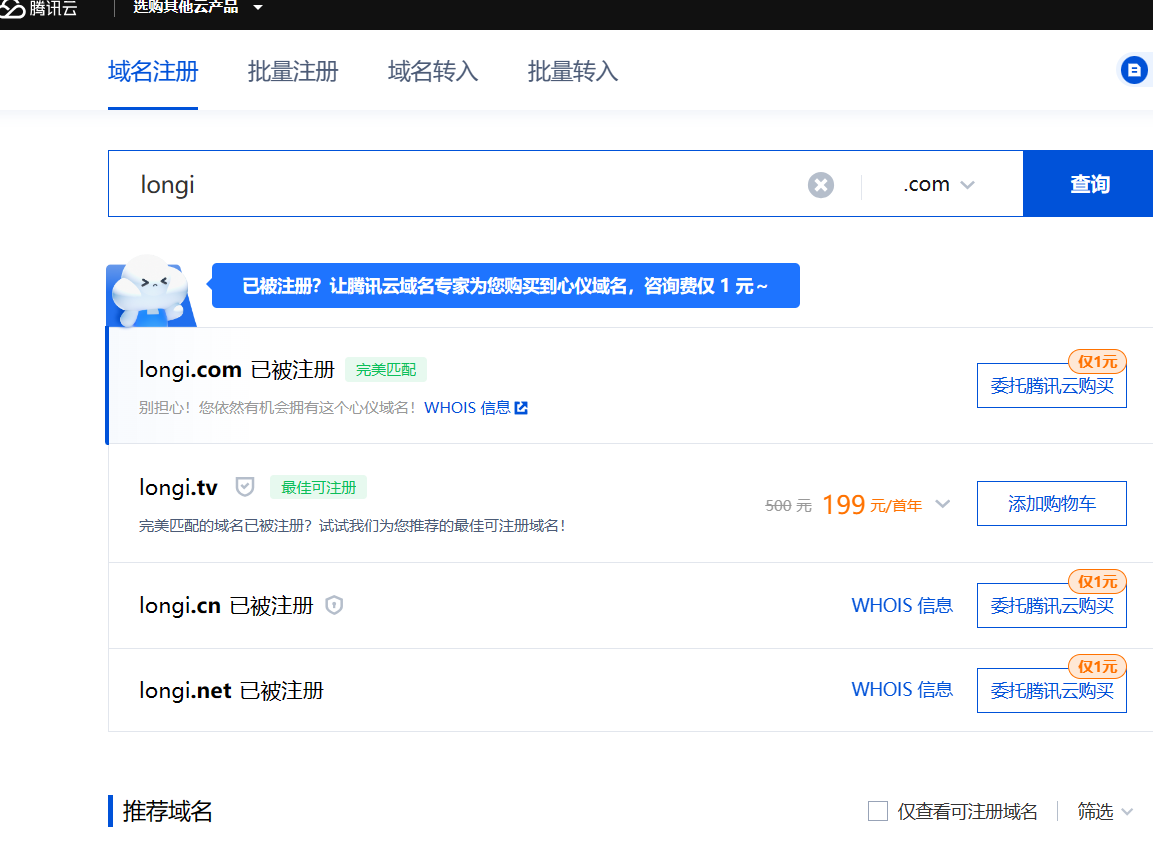 腾讯云 选购其他云产品
域名注册 批量注册 域名转入 批量转入
longi .com 查询
已被注册？让腾讯云域名专家为您购买到心仪域名，咨询费仅 1 元～
longi.com 已被注册 完美匹配
仅1元
委托腾讯云购买
别担心！您依然有机会拥有这个心仪域名！WHOIS 信息
longi.tv 最佳可注册
500 元 199 元/首年 添加购物车
完美匹配的域名已被注册？试试我们为您推荐的最佳可注册域名！
仅1元
longi.cn 已被注册 WHOIS 信息 委托腾讯云购买
仅1元
longi.net 已被注册 WHOIS 信息 委托腾讯云购买
推荐域名 仅查看可注册域名 筛选